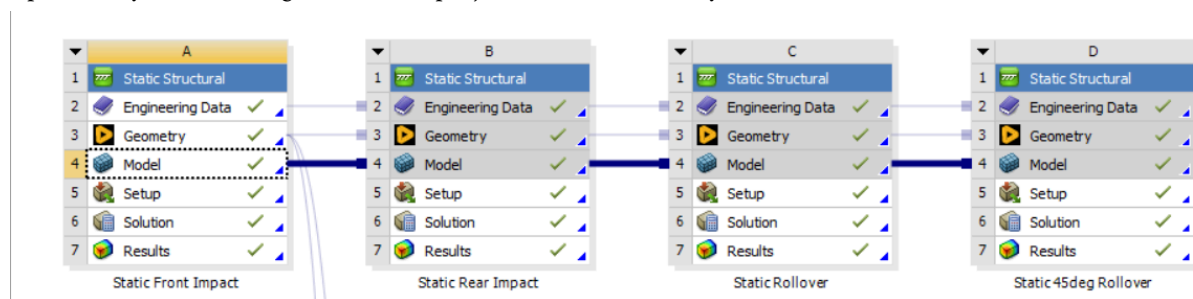 A B C D
1 Static Structural 1 Static Structural 1 Static Structural 1 Static Structural
2 Engineering Data 2 Engineering Data 2 Engineering Data 2 Engineering Data
3 Geometry 3 Geometry 3 Geometry 3 Geometry
4 Model 4 Model 4 Model 4 Model
5 Setup 5 Setup 5 Setup 5 Setup
6 Solution 6 Solution 6 Solution 6 Solution
7 Results 7 Results 7 Results 7 Results
Static Front Impact Static Rear Impact Static Rollover Static 45deg Rollover